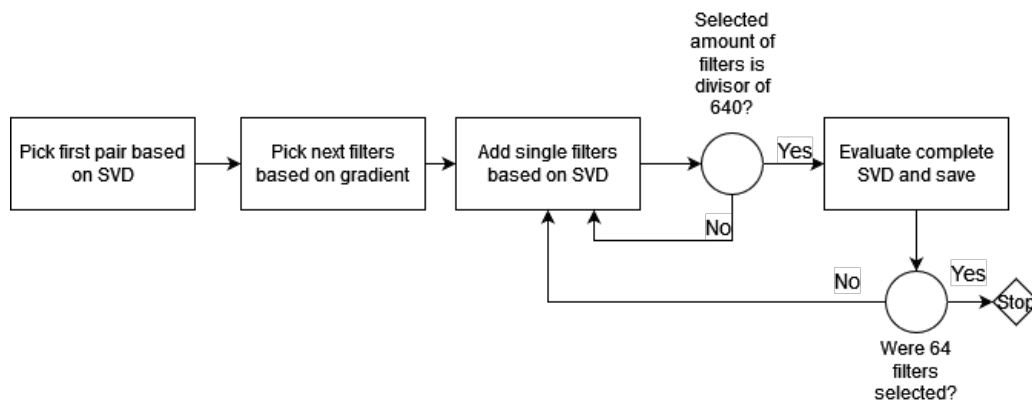 Selected
amount of
filters is
divisor of
640?
Pick first pair based
on SVD
Pick next filters
based on gradient
Add single filters
based on SVD
Yes
Evaluate complete
SVD and save
No
No
Yes
Stop
Were 64
filters
selected?